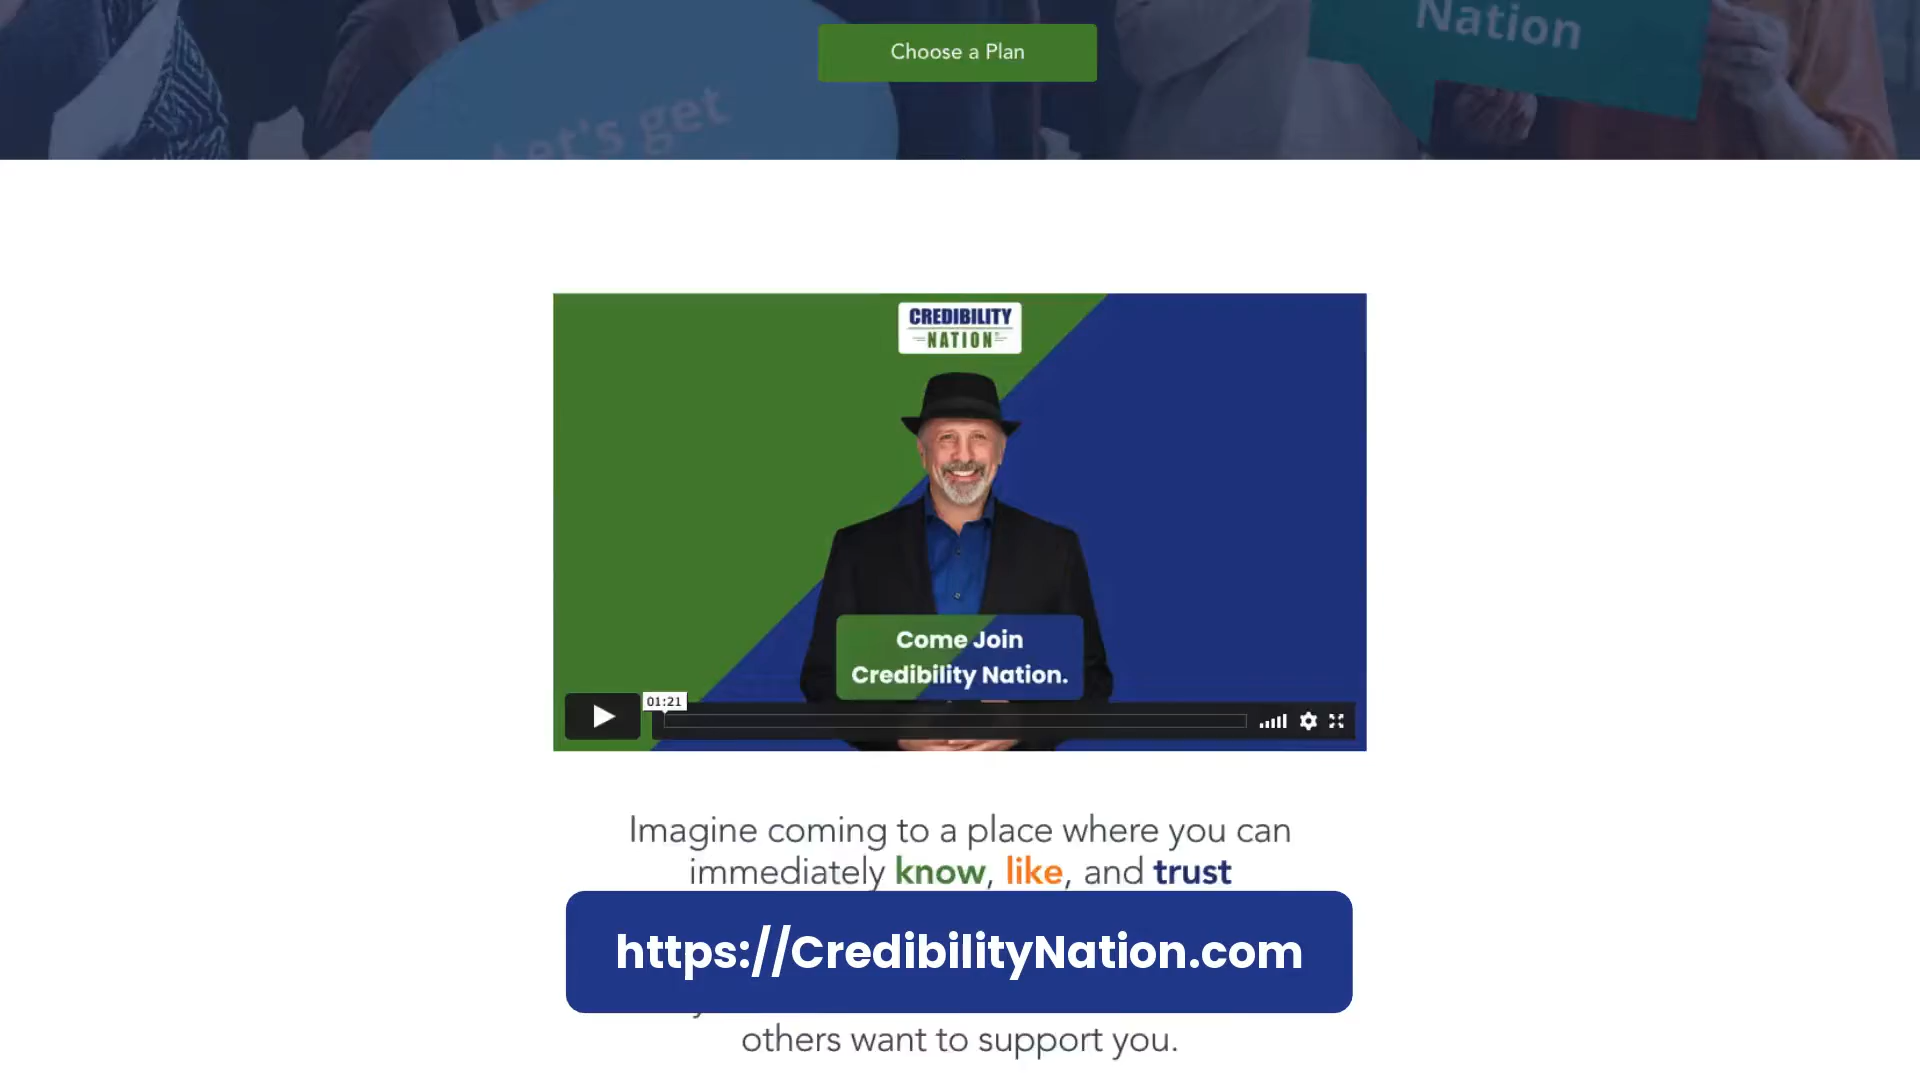 Nation
Choose a Plan
Let's get
CREDIBILITY
NATION
Come Join
Credibility Nation.
01:21
Imagine coming to a place where you can
immediately know, like, and trust
https://CredibilityNation.com
others want to support you.